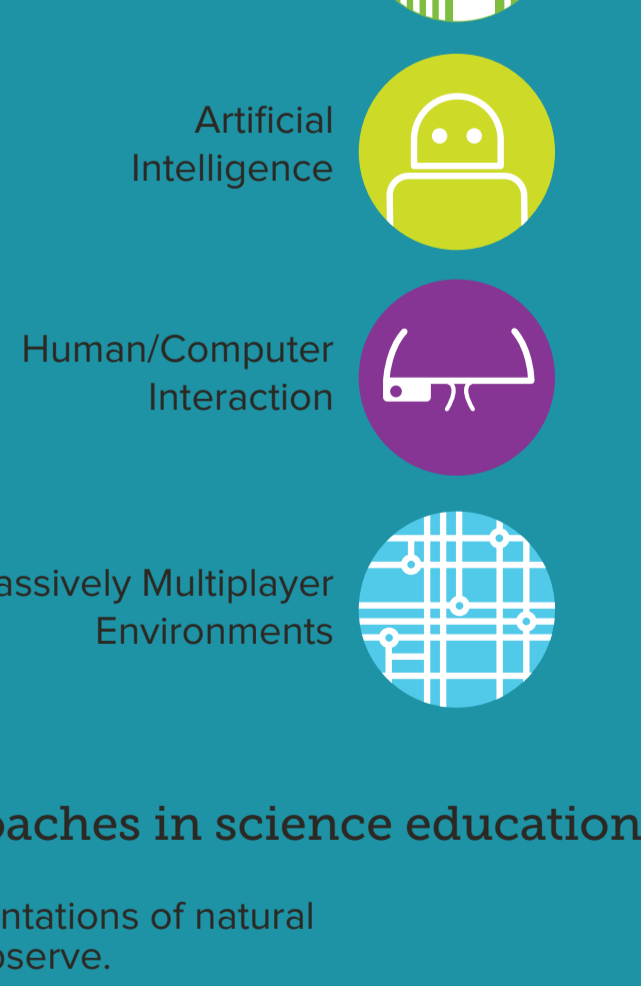 Artificial
Intelligence
Human/Computer
Interaction
assively Multiplayer
Environments
oaches in science education
ntations of natural
oserve.